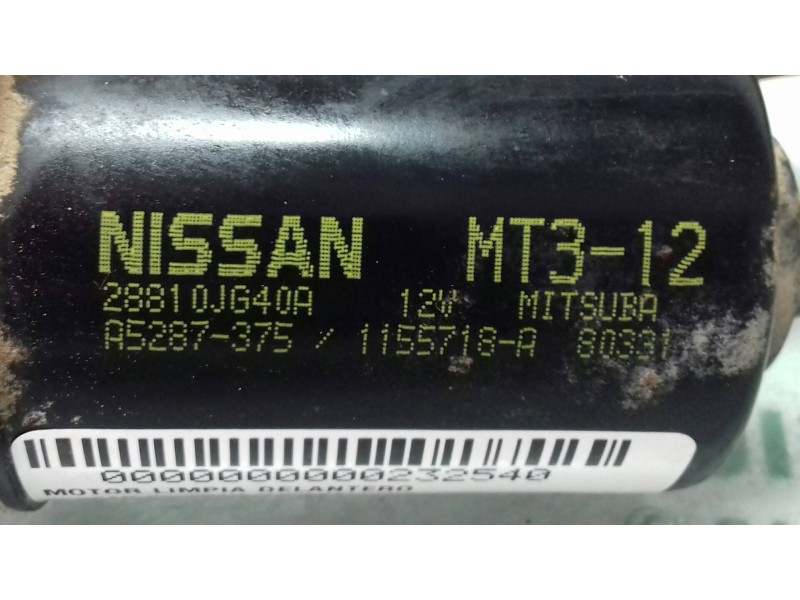 NISSAN MT3-12
28810JG40A 12V MITSUBA
A5287-375 / 1155718-A 80331
0000000000232540
MOTOR LIMPIA DELANTERO